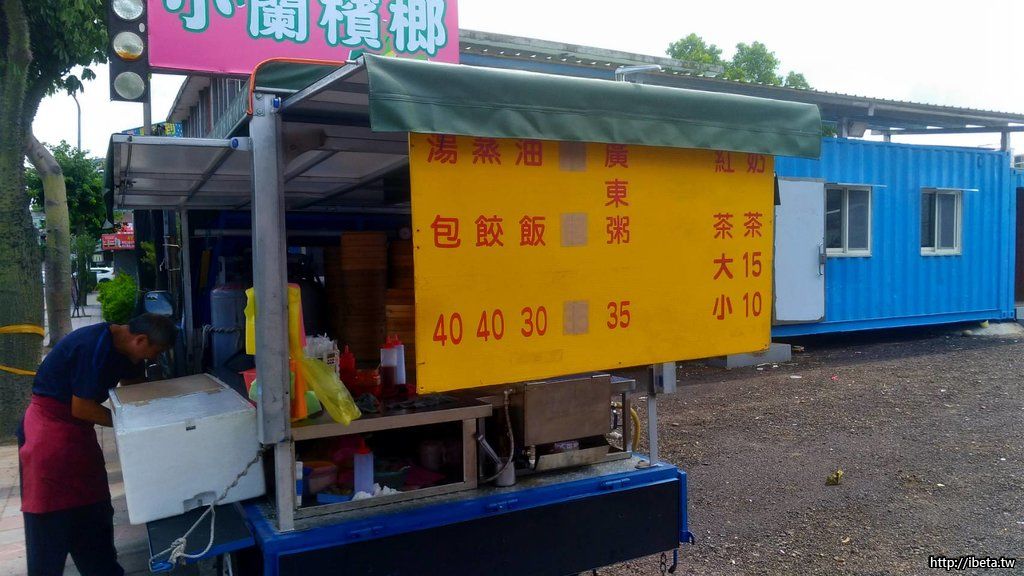 小蘭檳榔
湯包 40
蒸餃 40
油飯 30
廣東粥 35
紅茶
奶茶
大 15
小 10
http://ibeta.tw